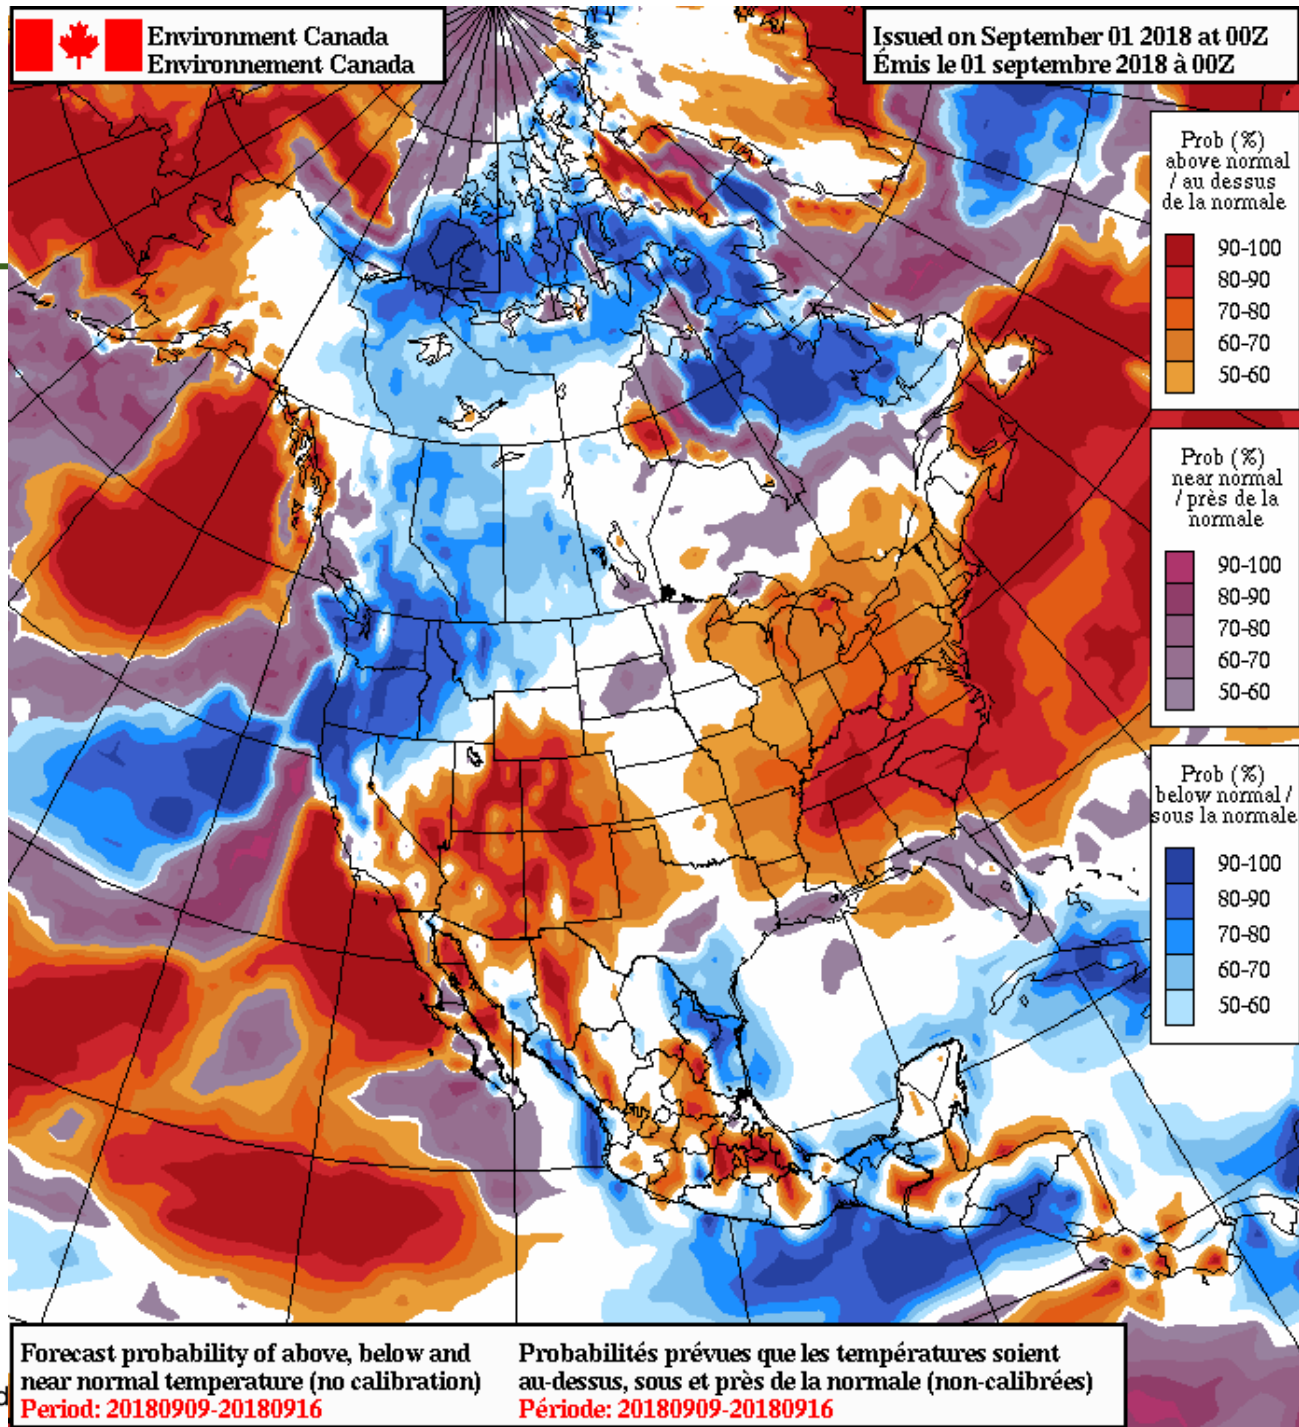 Environment Canada
Environnement Canada
Issued on September 01 2018 at 00Z
Émis le 01 septembre 2018 à 00Z
Prob (%)
above normal
/ au dessus
de la normale
90-100
80-90
70-80
60-70
50-60
Prob (%)
near normal
/ près de la
normale
90-100
80-90
70-80
60-70
50-60
Prob (%)
below normal /
sous la normale
90-100
80-90
70-80
60-70
50-60
Forecast probability of above, below and
near normal temperature (no calibration)
Period: 20180909-20180916
Probabilités prévues que les températures soient
au-dessus, sous et près de la normale (non-calibrées)
Période: 20180909-20180916
d